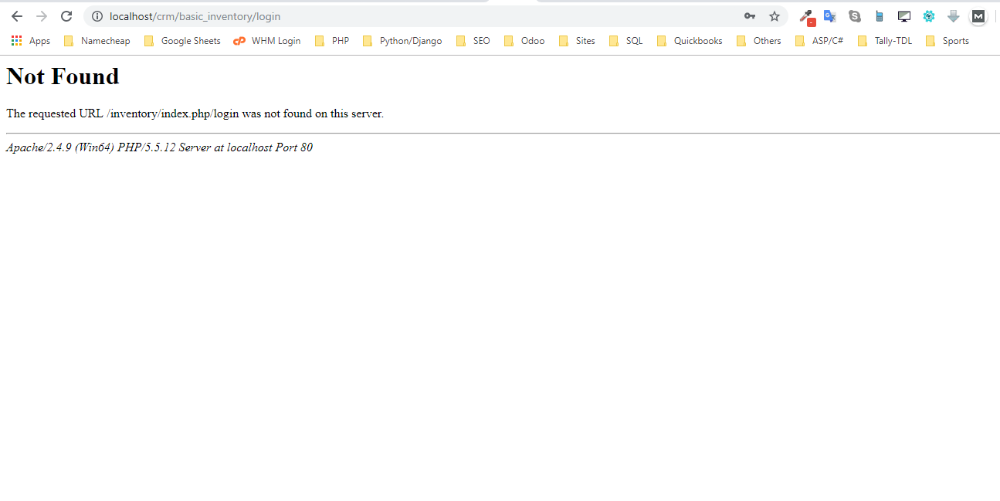 localhost/crm/basic_inventory/login
Apps Namecheap Google Sheets cP WHM Login PHP Python/Django SEO Odoo Sites SQL Quickbooks Others ASP/C# Tally-TDL Sports
Not Found
The requested URL /inventory/index.php/login was not found on this server.
Apache/2.4.9 (Win64) PHP/5.5.12 Server at localhost Port 80